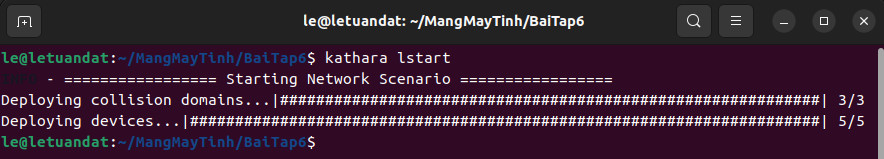 le@letuandat: ~/MangMayTinh/BaiTap6
le@letuandat:~/MangMayTinh/BaiTap6$ kathara lstart
- ================= Starting Network Scenario =================
Deploying collision domains...|############################################################| 3/3
Deploying devices...|######################################################################| 5/5
le@letuandat:~/MangMayTinh/BaiTap6$